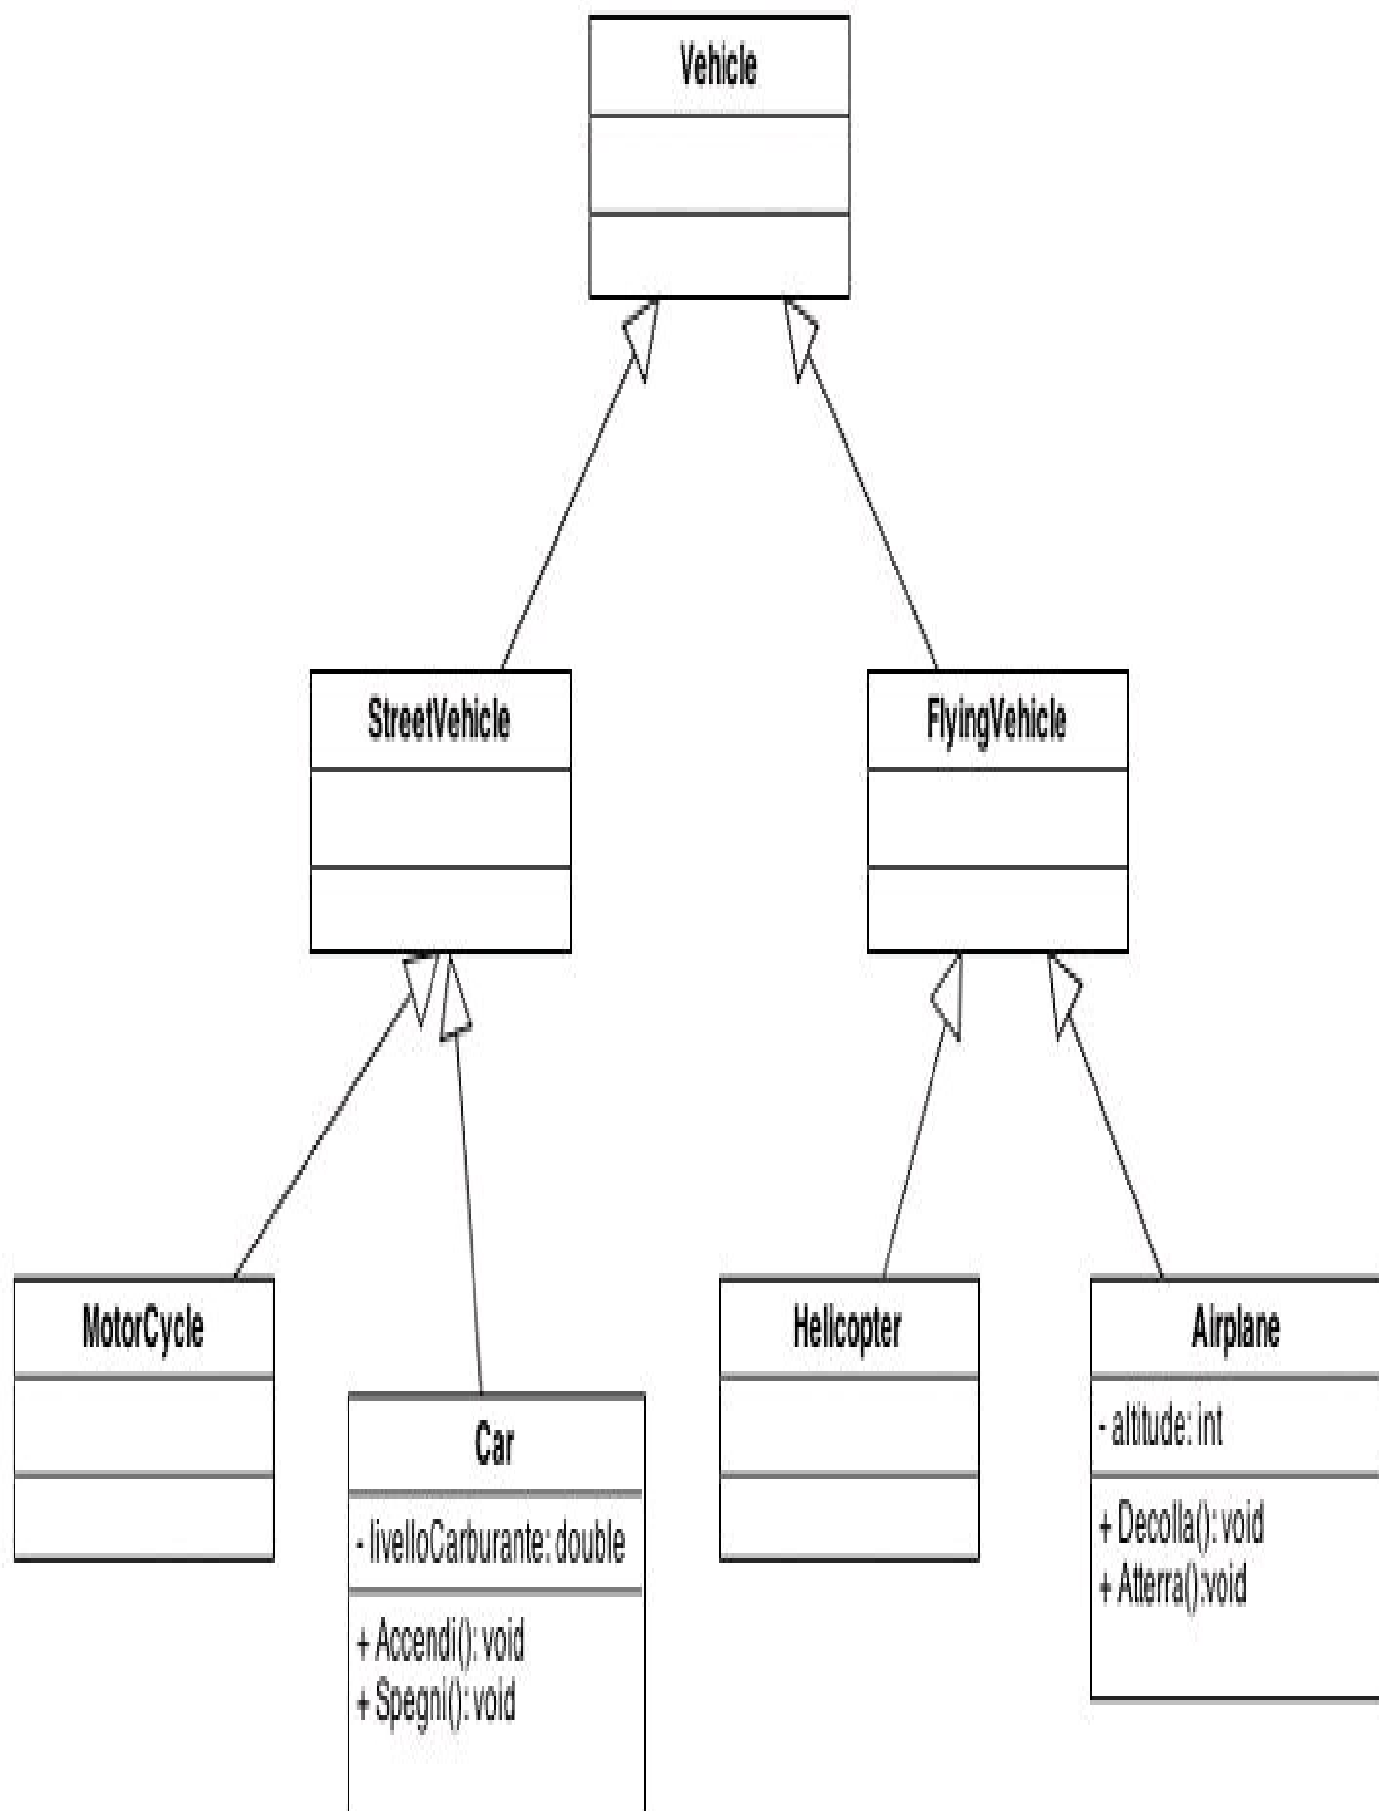 Vehicle
StreetVehicle
FlyingVehicle
MotorCycle
Car
- livelloCarburante: double
+ Accendi(): void
+ Spegni(): void
Helicopter
Airplane
- altitude: int
+ Decolla(): void
+ Atterra():void